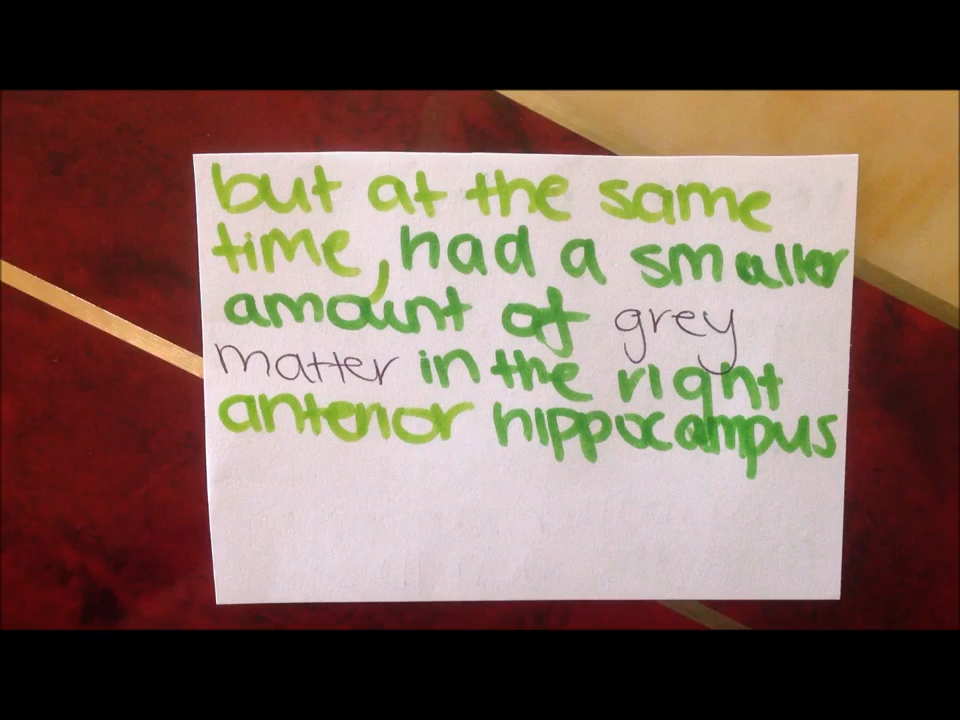 but at the same
time, had a smaller
amount of grey
matter in the right
anterior hippocampus